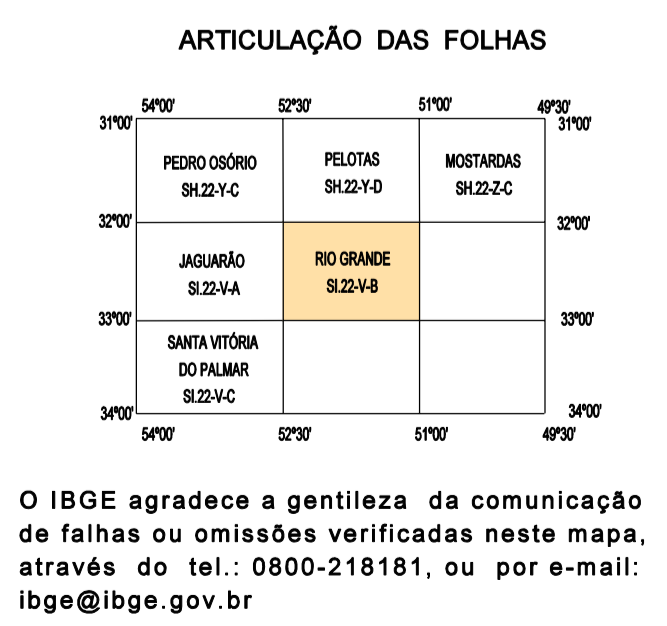 ARTICULAÇÃO DAS FOLHAS
54º00' 52º30' 51º00' 49º30'
31º00' 31º00'
PEDRO OSÓRIO PELOTAS MOSTARDAS
SH.22-Y-C SH.22-Y-D SH.22-Z-C
32º00' 32º00'
JAGUARÃO RIO GRANDE
SI.22-V-A SI.22-V-B
33º00' 33º00'
SANTA VITÓRIA
DO PALMAR
SI.22-V-C
34º00' 34º00'
54º00' 52º30' 51º00' 49º30'
O IBGE agradece a gentileza da comunicação
de falhas ou omissões verificadas neste mapa,
através do tel.: 0800-218181, ou por e-mail:
ibge@ibge.gov.br